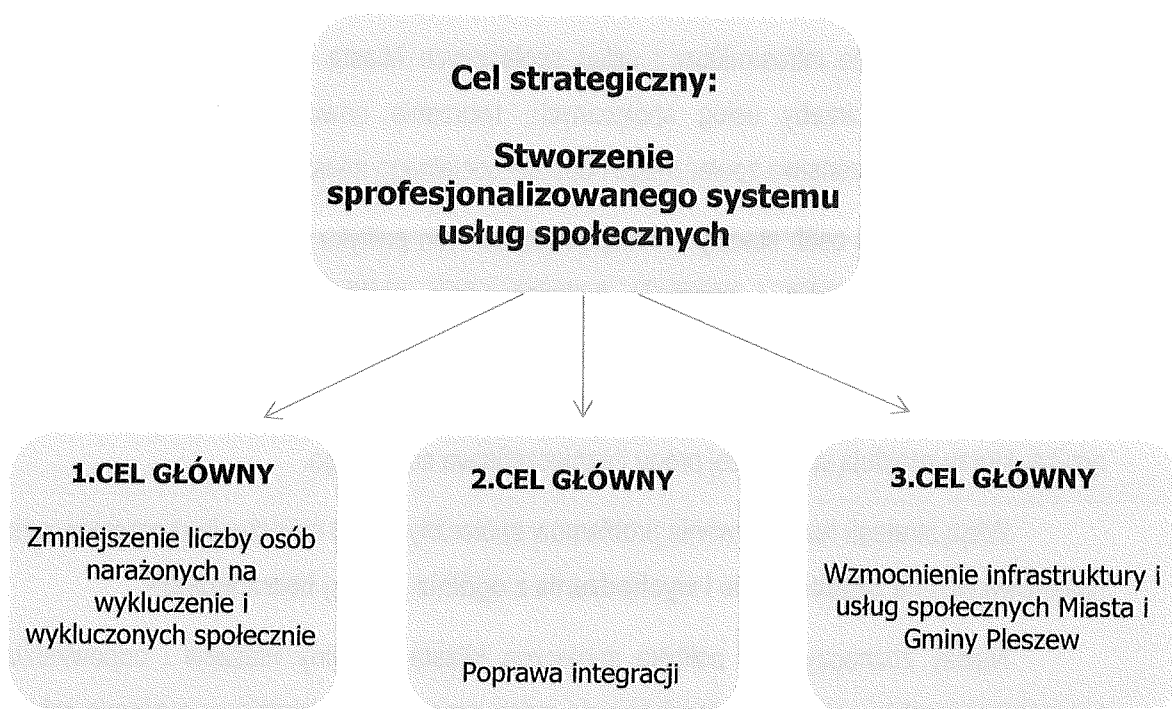 Cel strategiczny:
Stworzenie
sprofesjonalizowanego systemu
usług społecznych
1.CEL GŁÓWNY
Zmniejszenie liczby osób
narażonych na
wykluczenie i
wykluczonych społecznie
2.CEL GŁÓWNY
Poprawa integracji
3.CEL GŁÓWNY
Wzmocnienie infrastruktury i
usług społecznych Miasta i
Gminy Pleszew